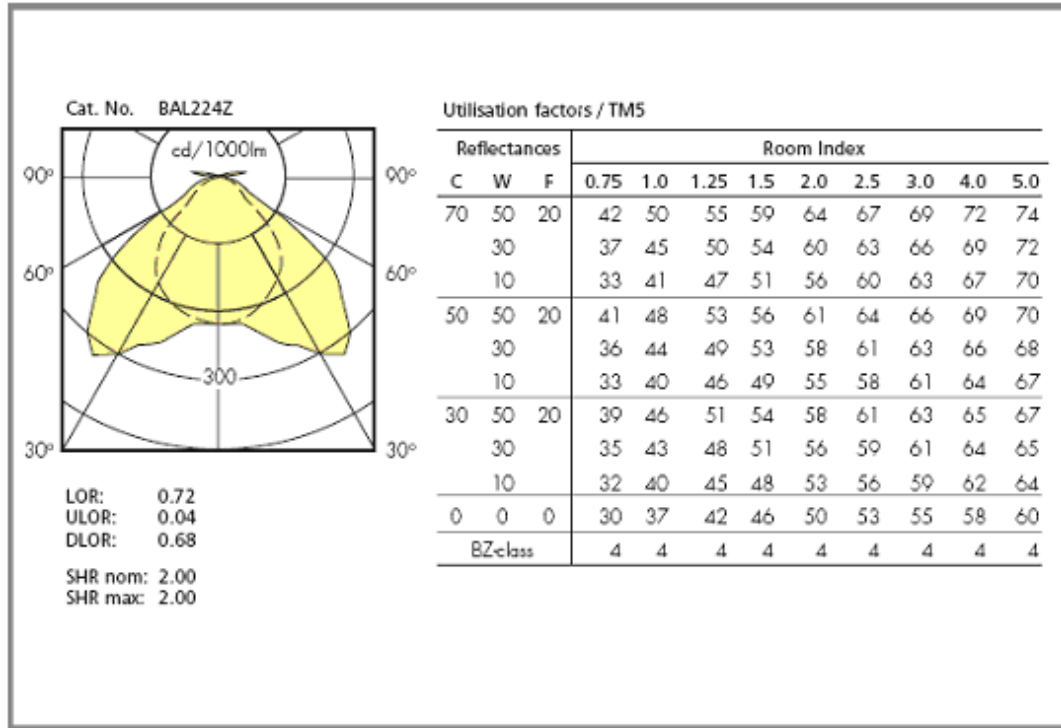 Cat. No. BAL224Z
cd/1000lm
90° 90°
60° 60°
300
30° 30°
LOR: 0.72
ULOR: 0.04
DLOR: 0.68
SHR nom: 2.00
SHR max: 2.00
Utilisation factors / TM5
Reflectances Room Index
C W F 0.75 1.0 1.25 1.5 2.0 2.5 3.0 4.0 5.0
70 50 20 42 50 55 59 64 67 69 72 74
30 37 45 50 54 60 63 66 69 72
10 33 41 47 51 56 60 63 67 70
50 50 20 41 48 53 56 61 64 66 69 70
30 36 44 49 53 58 61 63 66 68
10 33 40 46 49 55 58 61 64 67
30 50 20 39 46 51 54 58 61 63 65 67
30 35 43 48 51 56 59 61 64 65
10 32 40 45 48 53 56 59 62 64
0 0 0 30 37 42 46 50 53 55 58 60
BZ-class 4 4 4 4 4 4 4 4 4